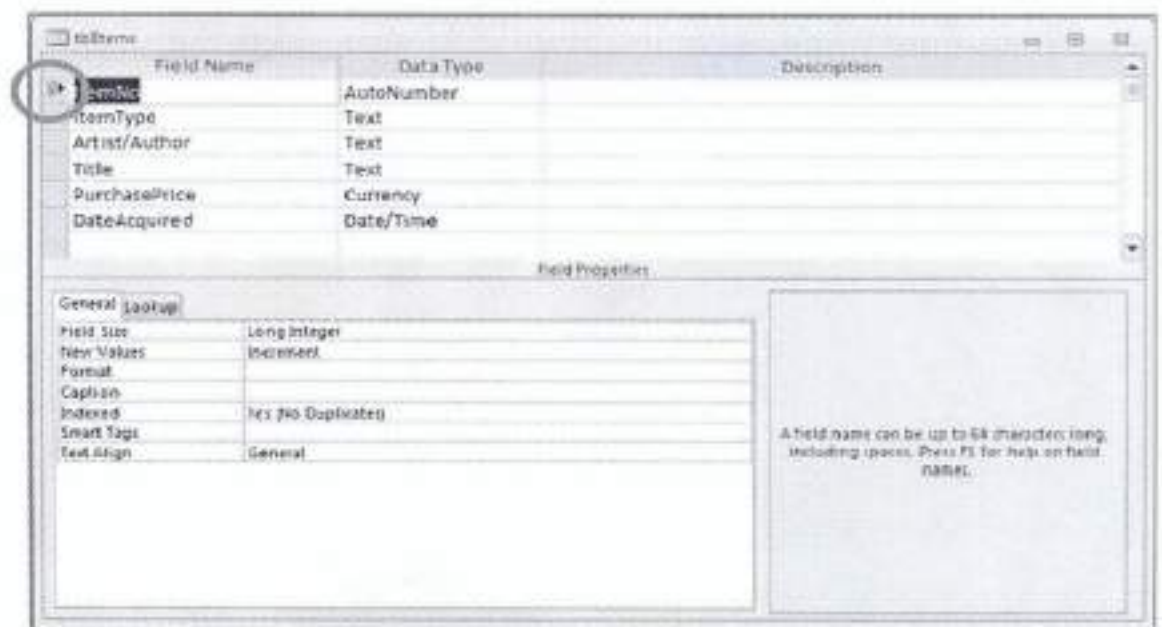 tblItems
Field Name Data Type Description
ItemNo AutoNumber
ItemType Text
Artist/Author Text
Title Text
PurchasePrice Currency
DateAcquired Date/Time
Field Properties
General Lookup
Field Size Long Integer
New Values Increment
Format
Caption
Indexed Yes (No Duplicates)
Smart Tags
Text Align General
A field name can be up to 64 characters long,
including spaces. Press F1 for help on field
names.